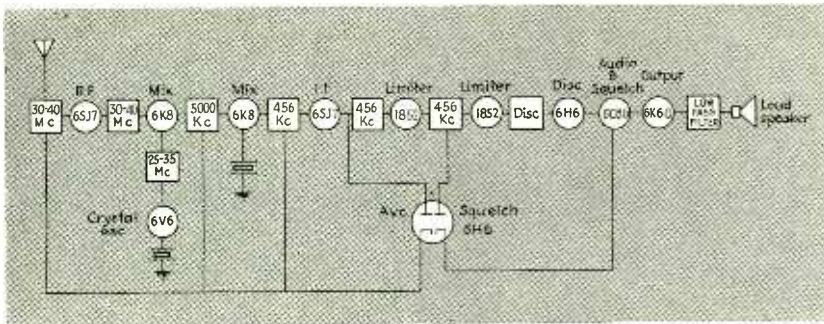 R.F.
Mix
Mix
I.F.
Limiter
Limiter
Disc
Audio
&
Squelch
Output
30-40
Mc
6SJ7
30-40
Mc
6K8
5000
Kc
6K8
456
Kc
6SJ7
456
Kc
1852
456
Kc
1852
Disc
6H6
6K6G
LOW
PASS
FILTER
Loud
speaker
25-35
Mc
Crystal
osc
6V6
Avc
Squelch
6H6